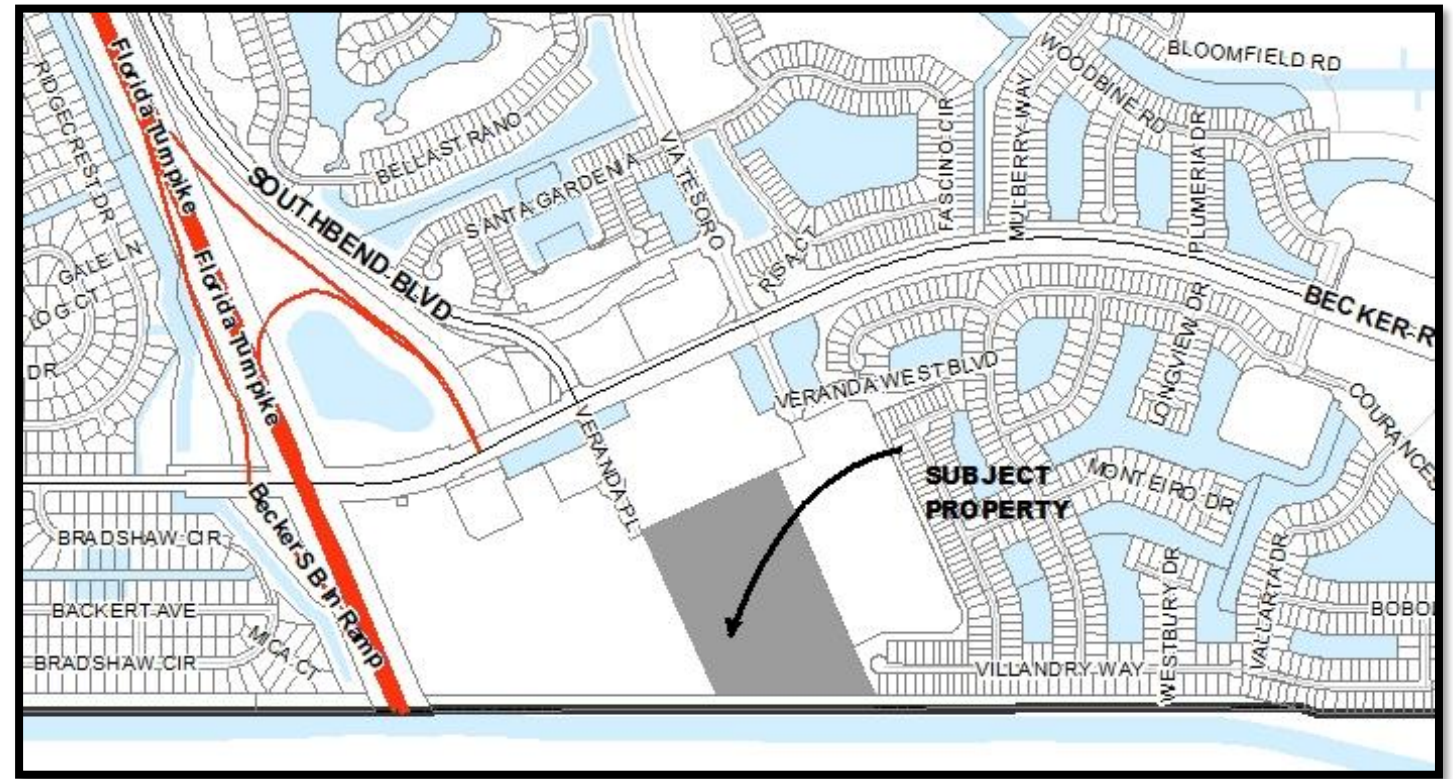 BLOOMFIELD RD
WOODBINE RD
MULBERRY WAY
PLUMERIA DR
FASCINO CIR
Florida Turnpike
RIDGECREST DR
BELLAST RANO
VIA TESORO
SANTA GARDENIA
SOUTHBEND BLVD
RISA CT
GALE LN
LOG CT
DR
Florida Turnpike
BECKER R
LONGVIEW DR
VERANDA WEST BLVD
COURANCES
VERANDA PL
SUBJECT
PROPERTY
MONTEIRO DR
Becker S B In Ramp
BRADSHAW CIR
BACKERT AVE
MICA CT
BRADSHAW CIR
WESTBURY DR
VALLARTA DR
BOBO
VILLANDRY WAY